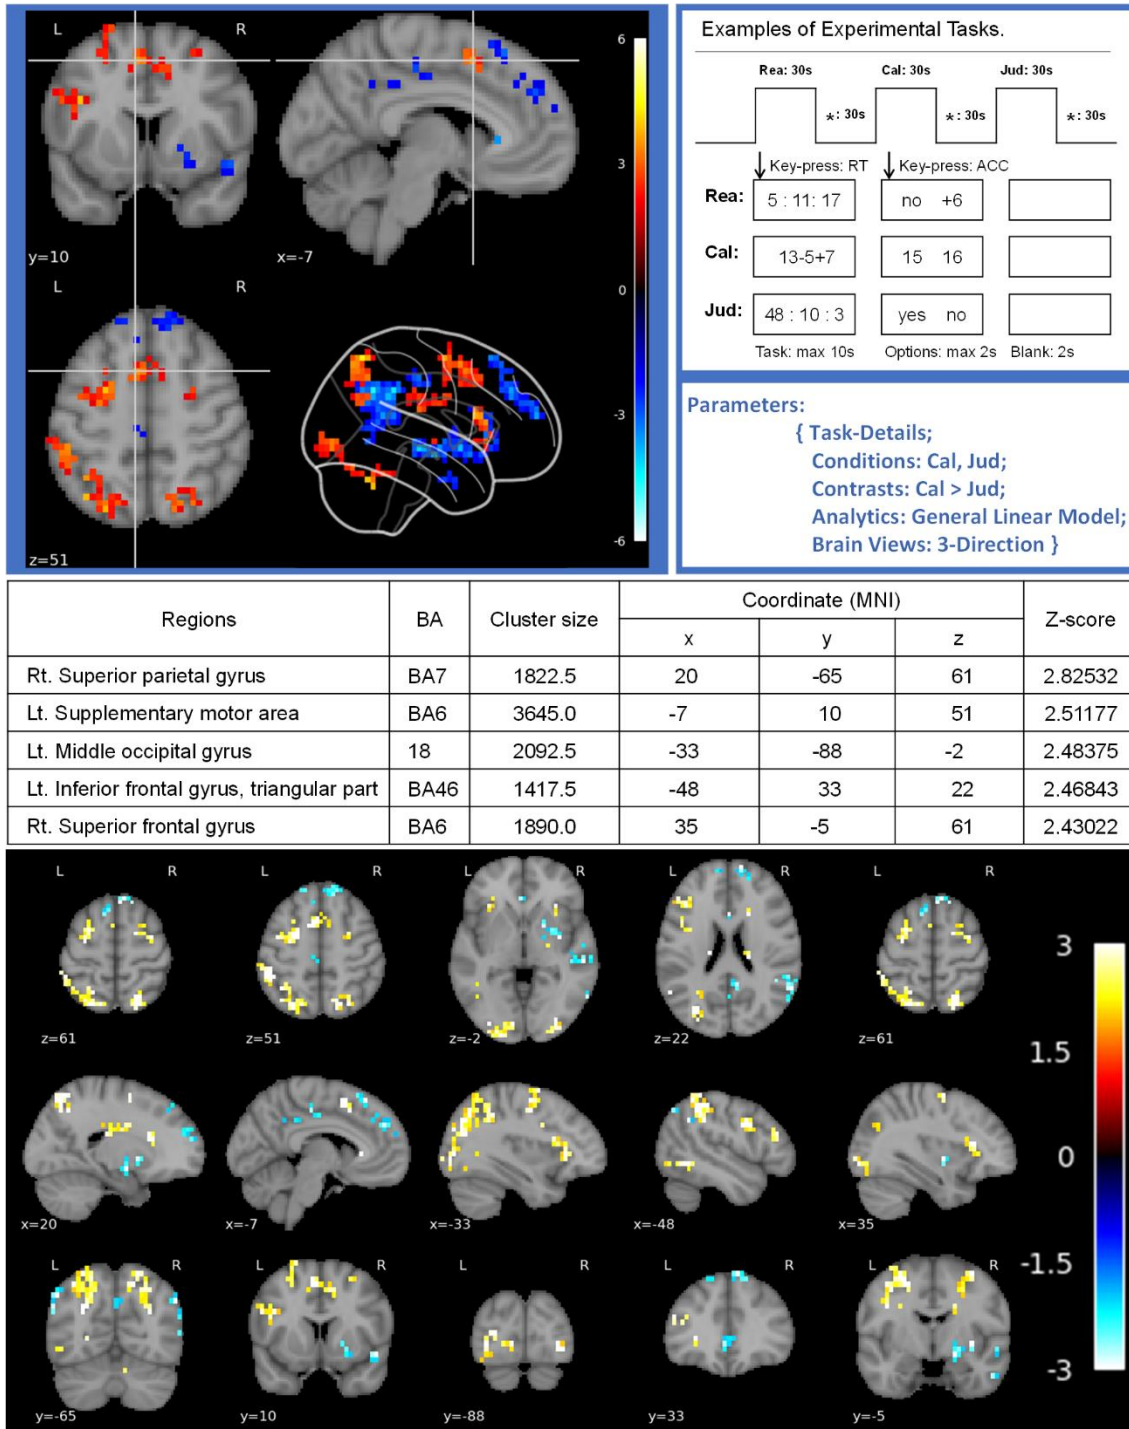 L R
6
3
0
-3
-6
y=10 x=-7
L R
z=51
Examples of Experimental Tasks.
Rea: 30s Cal: 30s Jud: 30s
*: 30s *: 30s *: 30s
Key-press: RT Key-press: ACC
Rea: 5 : 11: 17 no +6
Cal: 13-5+7 15 16
Jud: 48 : 10 : 3 yes no
Task: max 10s Options: max 2s Blank: 2s
Parameters:
{ Task-Details;
Conditions: Cal, Jud;
Contrasts: Cal > Jud;
Analytics: General Linear Model;
Brain Views: 3-Direction }
Regions BA Cluster size Coordinate (MNI) Z-score
x y z
Rt. Superior parietal gyrus BA7 1822.5 20 -65 61 2.82532
Lt. Supplementary motor area BA6 3645.0 -7 10 51 2.51177
Lt. Middle occipital gyrus 18 2092.5 -33 -88 -2 2.48375
Lt. Inferior frontal gyrus, triangular part BA46 1417.5 -48 33 22 2.46843
Rt. Superior frontal gyrus BA6 1890.0 35 -5 61 2.43022
L R L R L R L R L R
z=61 z=51 z=-2 z=22 z=61
x=20 x=-7 x=-33 x=-48 x=35
L R L R L R L R L R
y=-65 y=10 y=-88 y=33 y=-5
3
1.5
0
-1.5
-3